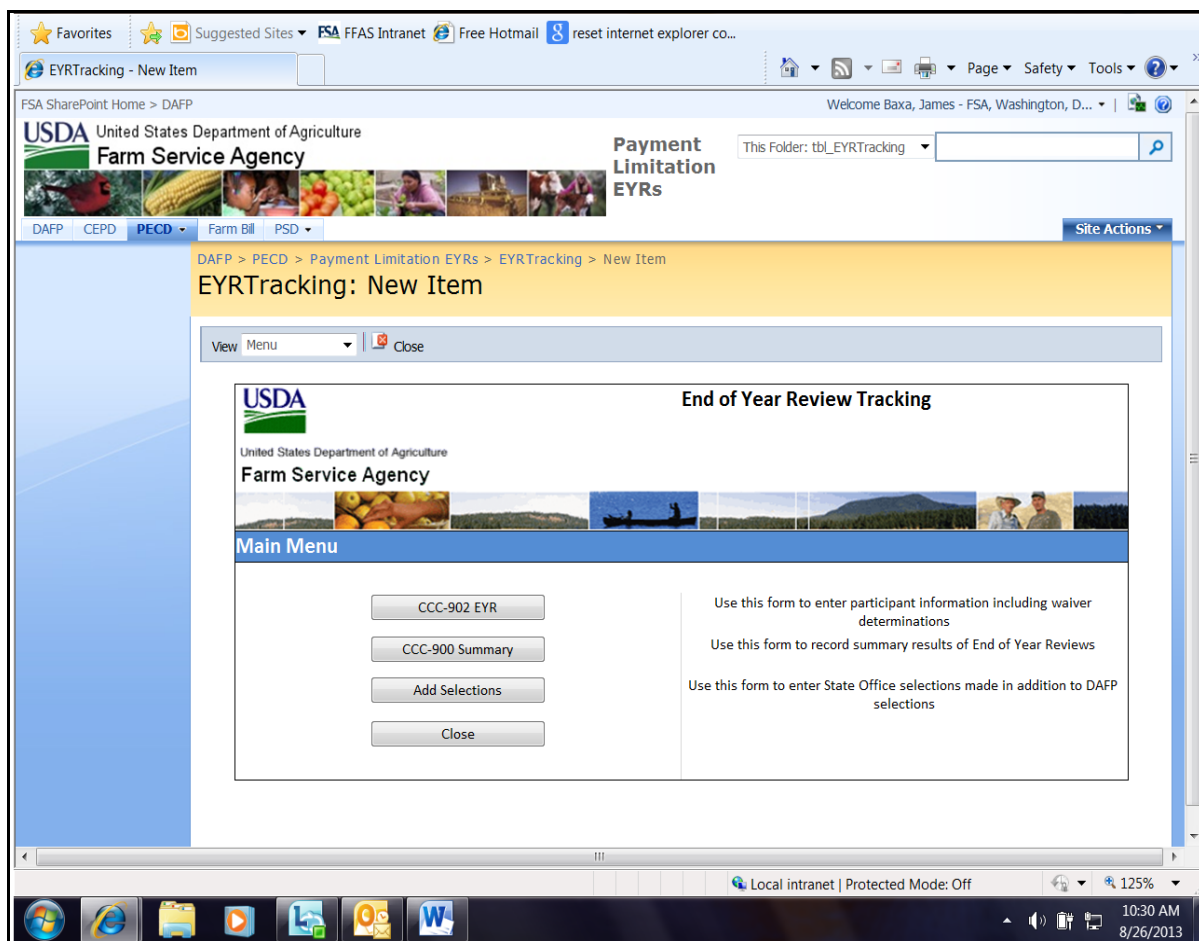 Favorites Suggested Sites FSA FFAS Intranet Free Hotmail 8 reset internet explorer co...
EYRTracking - New Item Page Safety Tools
FSA SharePoint Home > DAFP Welcome Baxa, James - FSA, Washington, D...
USDA United States Department of Agriculture
Farm Service Agency
Payment
Limitation
EYRs
This Folder: tbl_EYRTracking
DAFP CEPD PECD Farm Bill PSD Site Actions
DAFP > PECD > Payment Limitation EYRs > EYRTracking > New Item
EYRTracking: New Item
View Menu Close
USDA End of Year Review Tracking
United States Department of Agriculture
Farm Service Agency
Main Menu
CCC-902 EYR
Use this form to enter participant information including waiver
determinations
CCC-900 Summary
Use this form to record summary results of End of Year Reviews
Add Selections
Use this form to enter State Office selections made in addition to DAFP
selections
Close
Local intranet | Protected Mode: Off 125%
10:30 AM
8/26/2013